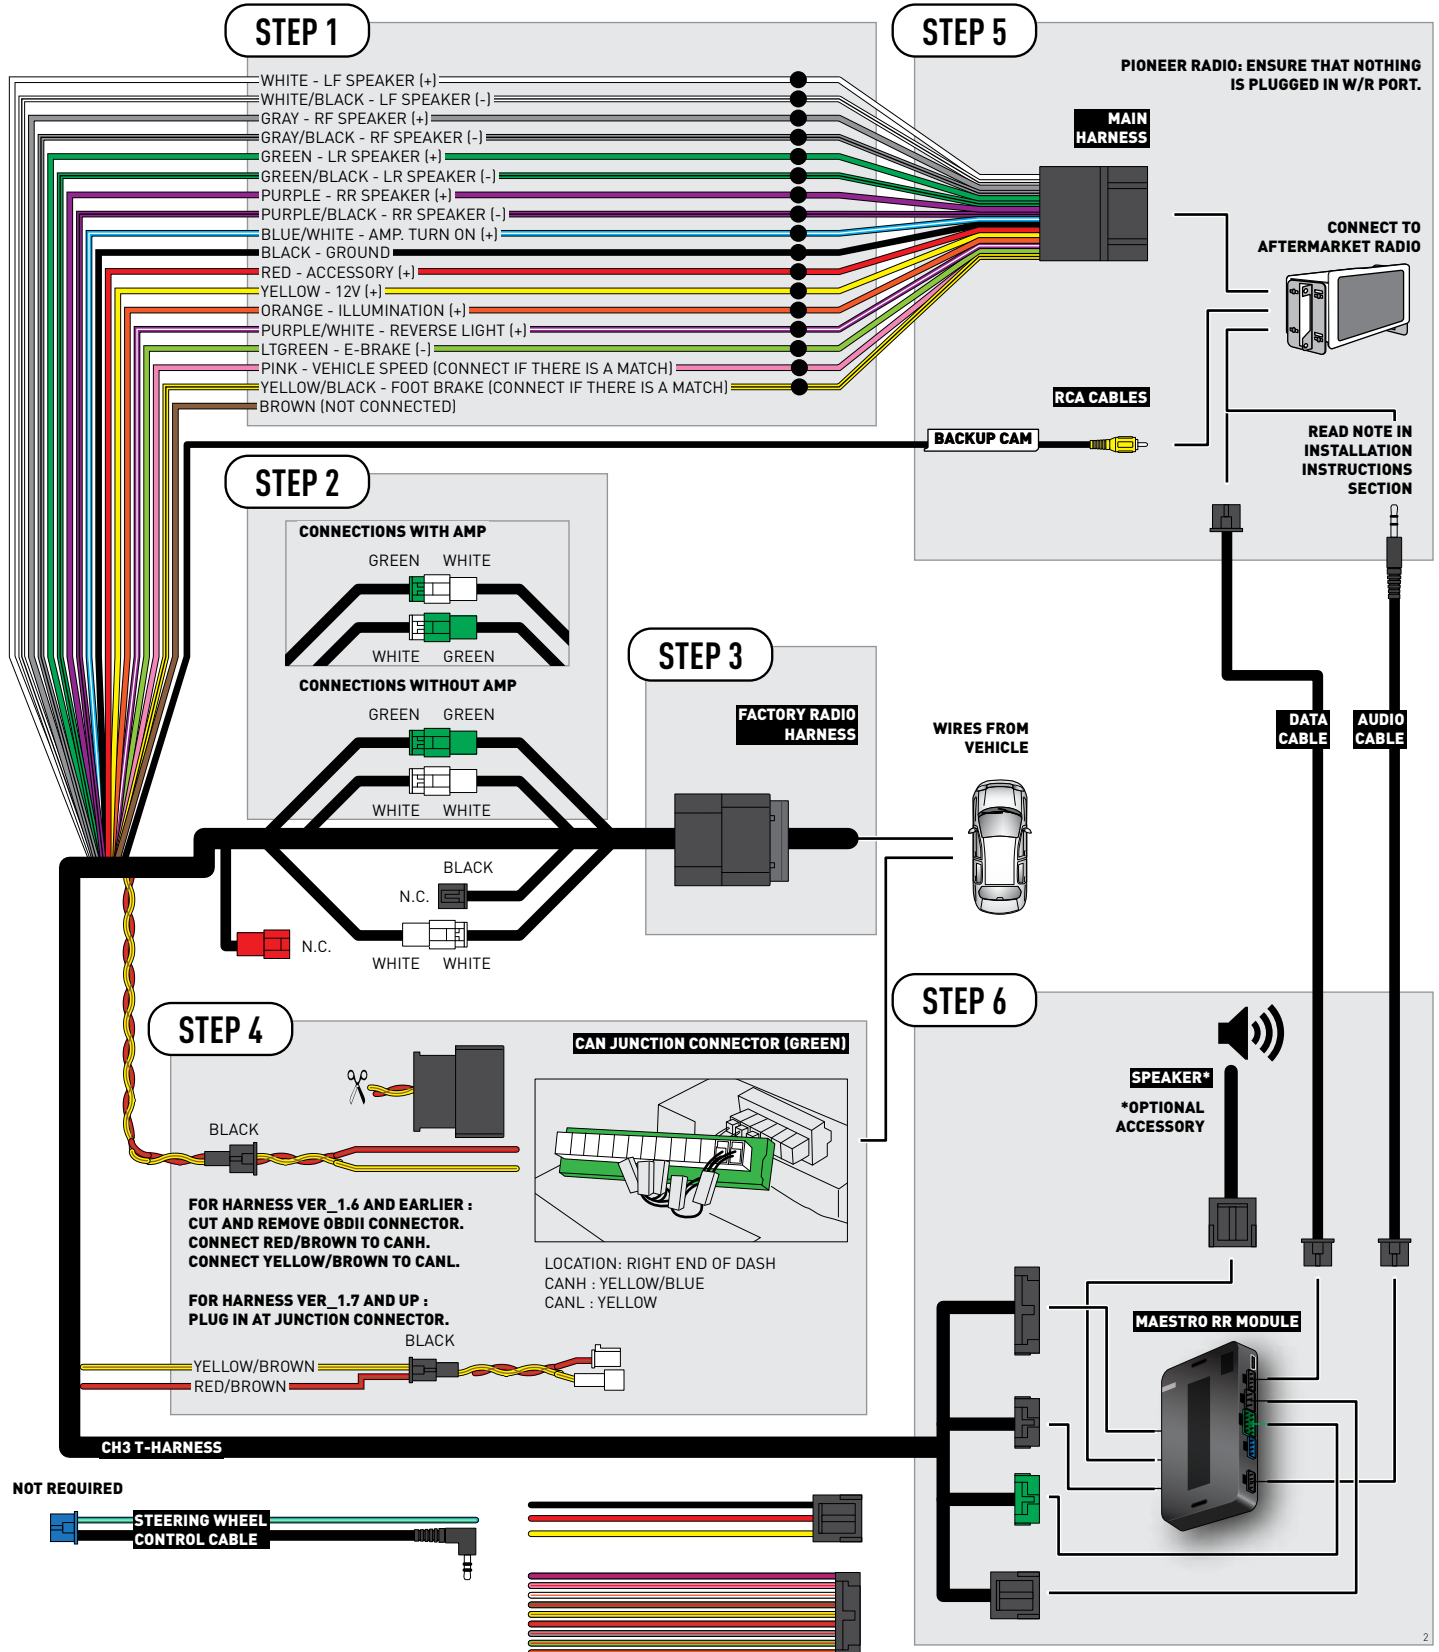 STEP 1
WHITE - LF SPEAKER (+)
WHITE/BLACK - LF SPEAKER (-)
GRAY - RF SPEAKER (+)
GRAY/BLACK - RF SPEAKER (-)
GREEN - LR SPEAKER (+)
GREEN/BLACK - LR SPEAKER (-)
PURPLE - RR SPEAKER (+)
PURPLE/BLACK - RR SPEAKER (-)
BLUE/WHITE - AMP. TURN ON (+)
BLACK - GROUND
RED - ACCESSORY (+)
YELLOW - 12V (+)
ORANGE - ILLUMINATION (+)
PURPLE/WHITE - REVERSE LIGHT (+)
LTGREEN - E-BRAKE (-)
PINK - VEHICLE SPEED (CONNECT IF THERE IS A MATCH)
YELLOW/BLACK - FOOT BRAKE (CONNECT IF THERE IS A MATCH)
BROWN (NOT CONNECTED)
STEP 5
PIONEER RADIO: ENSURE THAT NOTHING
IS PLUGGED IN W/R PORT.
MAIN
HARNESS
CONNECT TO
AFTERMARKET RADIO
RCA CABLES
BACKUP CAM
READ NOTE IN
INSTALLATION
INSTRUCTIONS
SECTION
DATA
CABLE
AUDIO
CABLE
STEP 2
CONNECTIONS WITH AMP
GREEN WHITE
WHITE GREEN
CONNECTIONS WITHOUT AMP
GREEN GREEN
WHITE WHITE
BLACK
N.C.
N.C.
WHITE WHITE
STEP 3
FACTORY RADIO
HARNESS
WIRES FROM
VEHICLE
STEP 4
CAN JUNCTION CONNECTOR (GREEN)
BLACK
FOR HARNESS VER_1.6 AND EARLIER :
CUT AND REMOVE OBDII CONNECTOR.
CONNECT RED/BROWN TO CANH.
CONNECT YELLOW/BROWN TO CANL.
FOR HARNESS VER_1.7 AND UP :
PLUG IN AT JUNCTION CONNECTOR.
LOCATION: RIGHT END OF DASH
CANH : YELLOW/BLUE
CANL : YELLOW
BLACK
YELLOW/BROWN
RED/BROWN
STEP 6
SPEAKER*
*OPTIONAL
ACCESSORY
MAESTRO RR MODULE
CH3 T-HARNESS
NOT REQUIRED
STEERING WHEEL
CONTROL CABLE
2